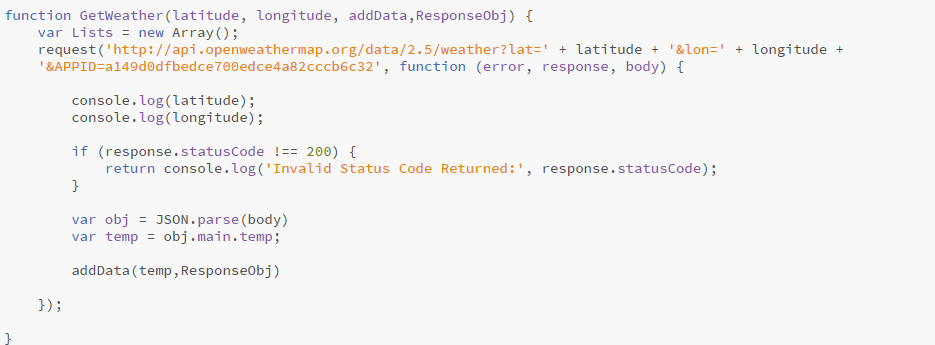 function GetWeather(latitude, longitude, addData,ResponseObj) {
    var Lists = new Array();
    request('http://api.openweathermap.org/data/2.5/weather?lat=' + latitude + '&lon=' + longitude +
    '&APPID=a149d0dfbedce700edce4a82cccb6c32', function (error, response, body) {
        console.log(latitude);
        console.log(longitude);
        if (response.statusCode !== 200) {
            return console.log('Invalid Status Code Returned:', response.statusCode);
        }
        var obj = JSON.parse(body)
        var temp = obj.main.temp;
        addData(temp,ResponseObj)
    });
}